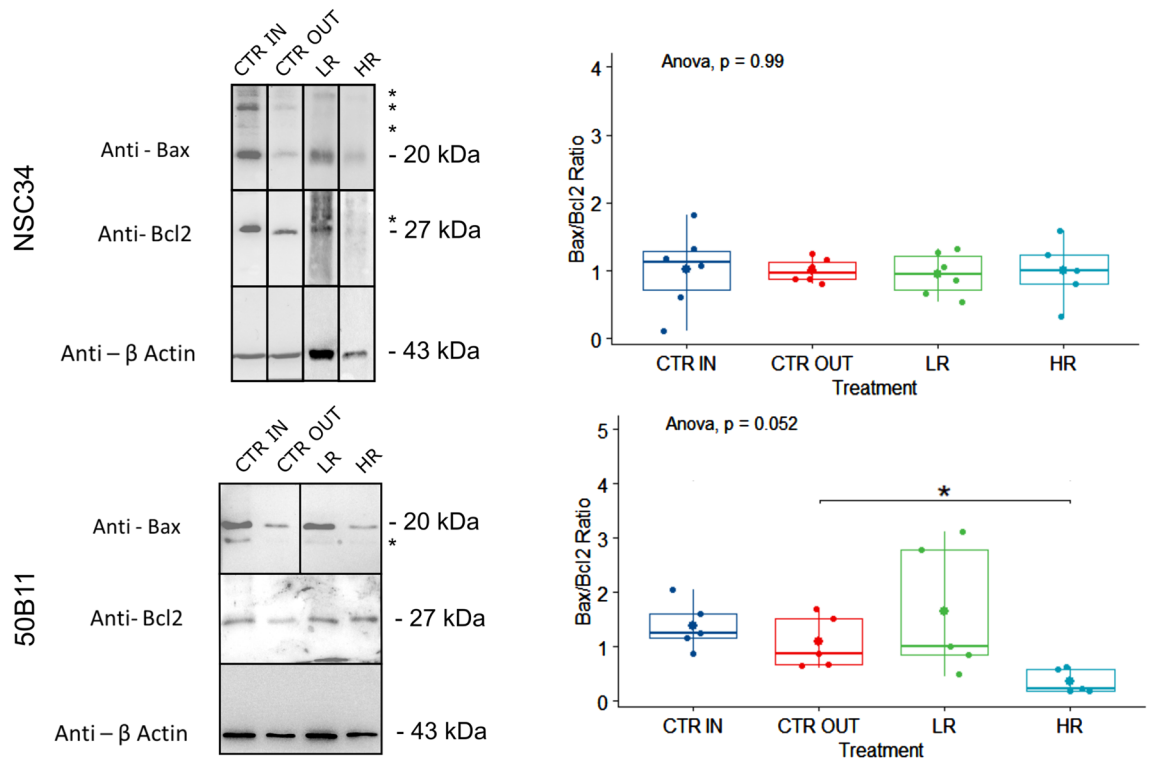 CTR IN
CTR OUT
LR
HR
NSC34
*
*
*
Anti - Bax
- 20 kDa
*
Anti- Bcl2
- 27 kDa
Anti – β Actin
- 43 kDa
Anova, p = 0.99
Bax/Bcl2 Ratio
4
3
2
1
0
CTR IN CTR OUT LR HR
Treatment
CTR IN
CTR OUT
LR
HR
50B11
Anti - Bax
- 20 kDa
*
Anti- Bcl2
- 27 kDa
Anti – β Actin
- 43 kDa
Anova, p = 0.052
Bax/Bcl2 Ratio
5
4
3
2
1
0
*
CTR IN CTR OUT LR HR
Treatment